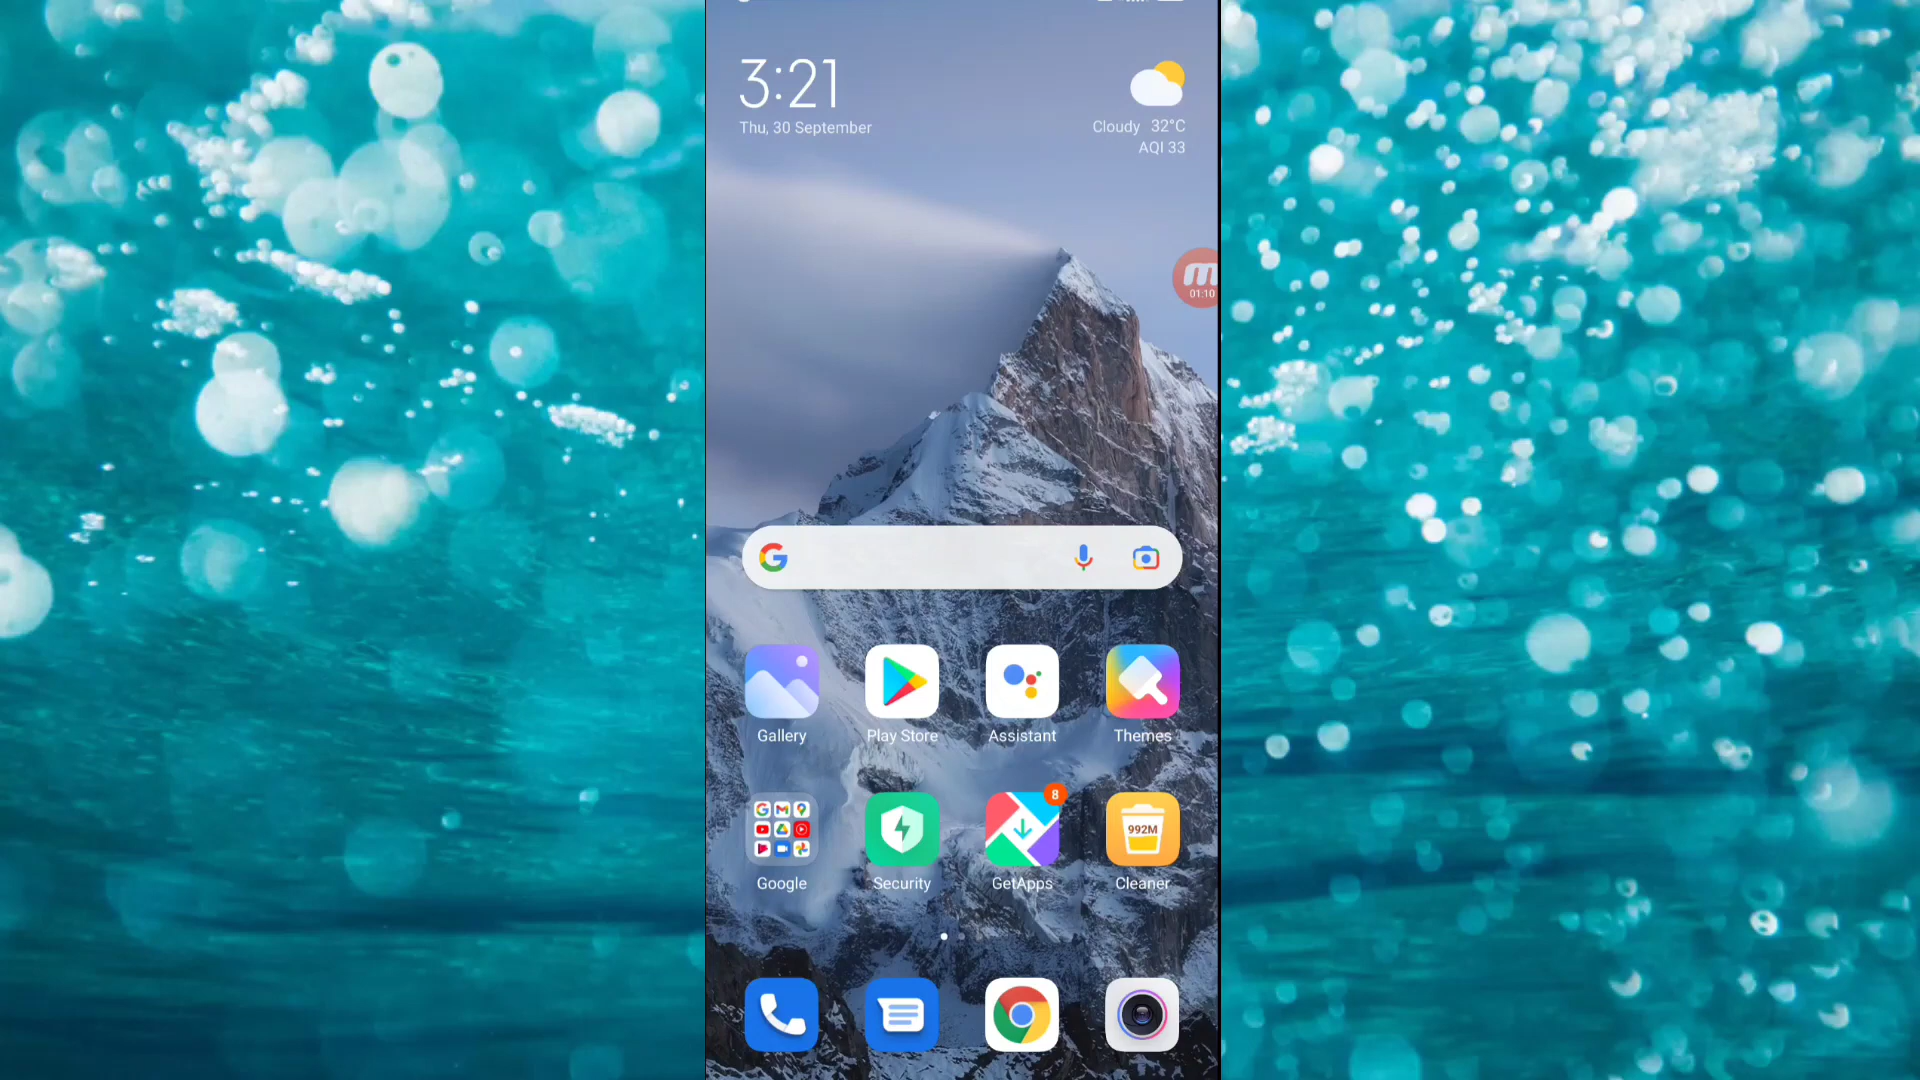 3:21
Thu, 30 September
Cloudy 32°C
AQI 33
01:10
Gallery
Play Store
Assistant
Themes
8
992M
Google
Security
GetApps
Cleaner